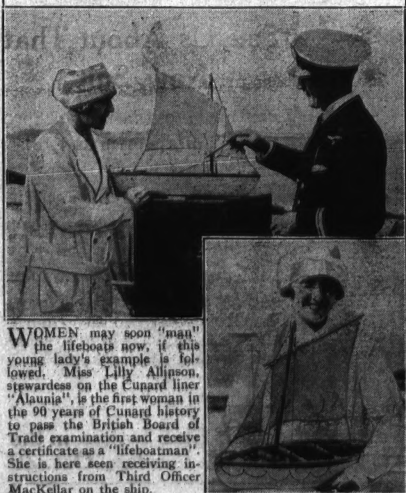 WOMEN may soon "man"
the lifeboats now, if this
young lady's example is fol-
lowed. Miss Lilly Allinson,
stewardess on the Cunard liner
"Alaunia", is the first woman in
the 90 years of Cunard history
to pass the British Board of
Trade examination and receive
a certificate as a "lifeboatman".
She is here seen receiving in-
structions from Third Officer
MacKellar on the ship.